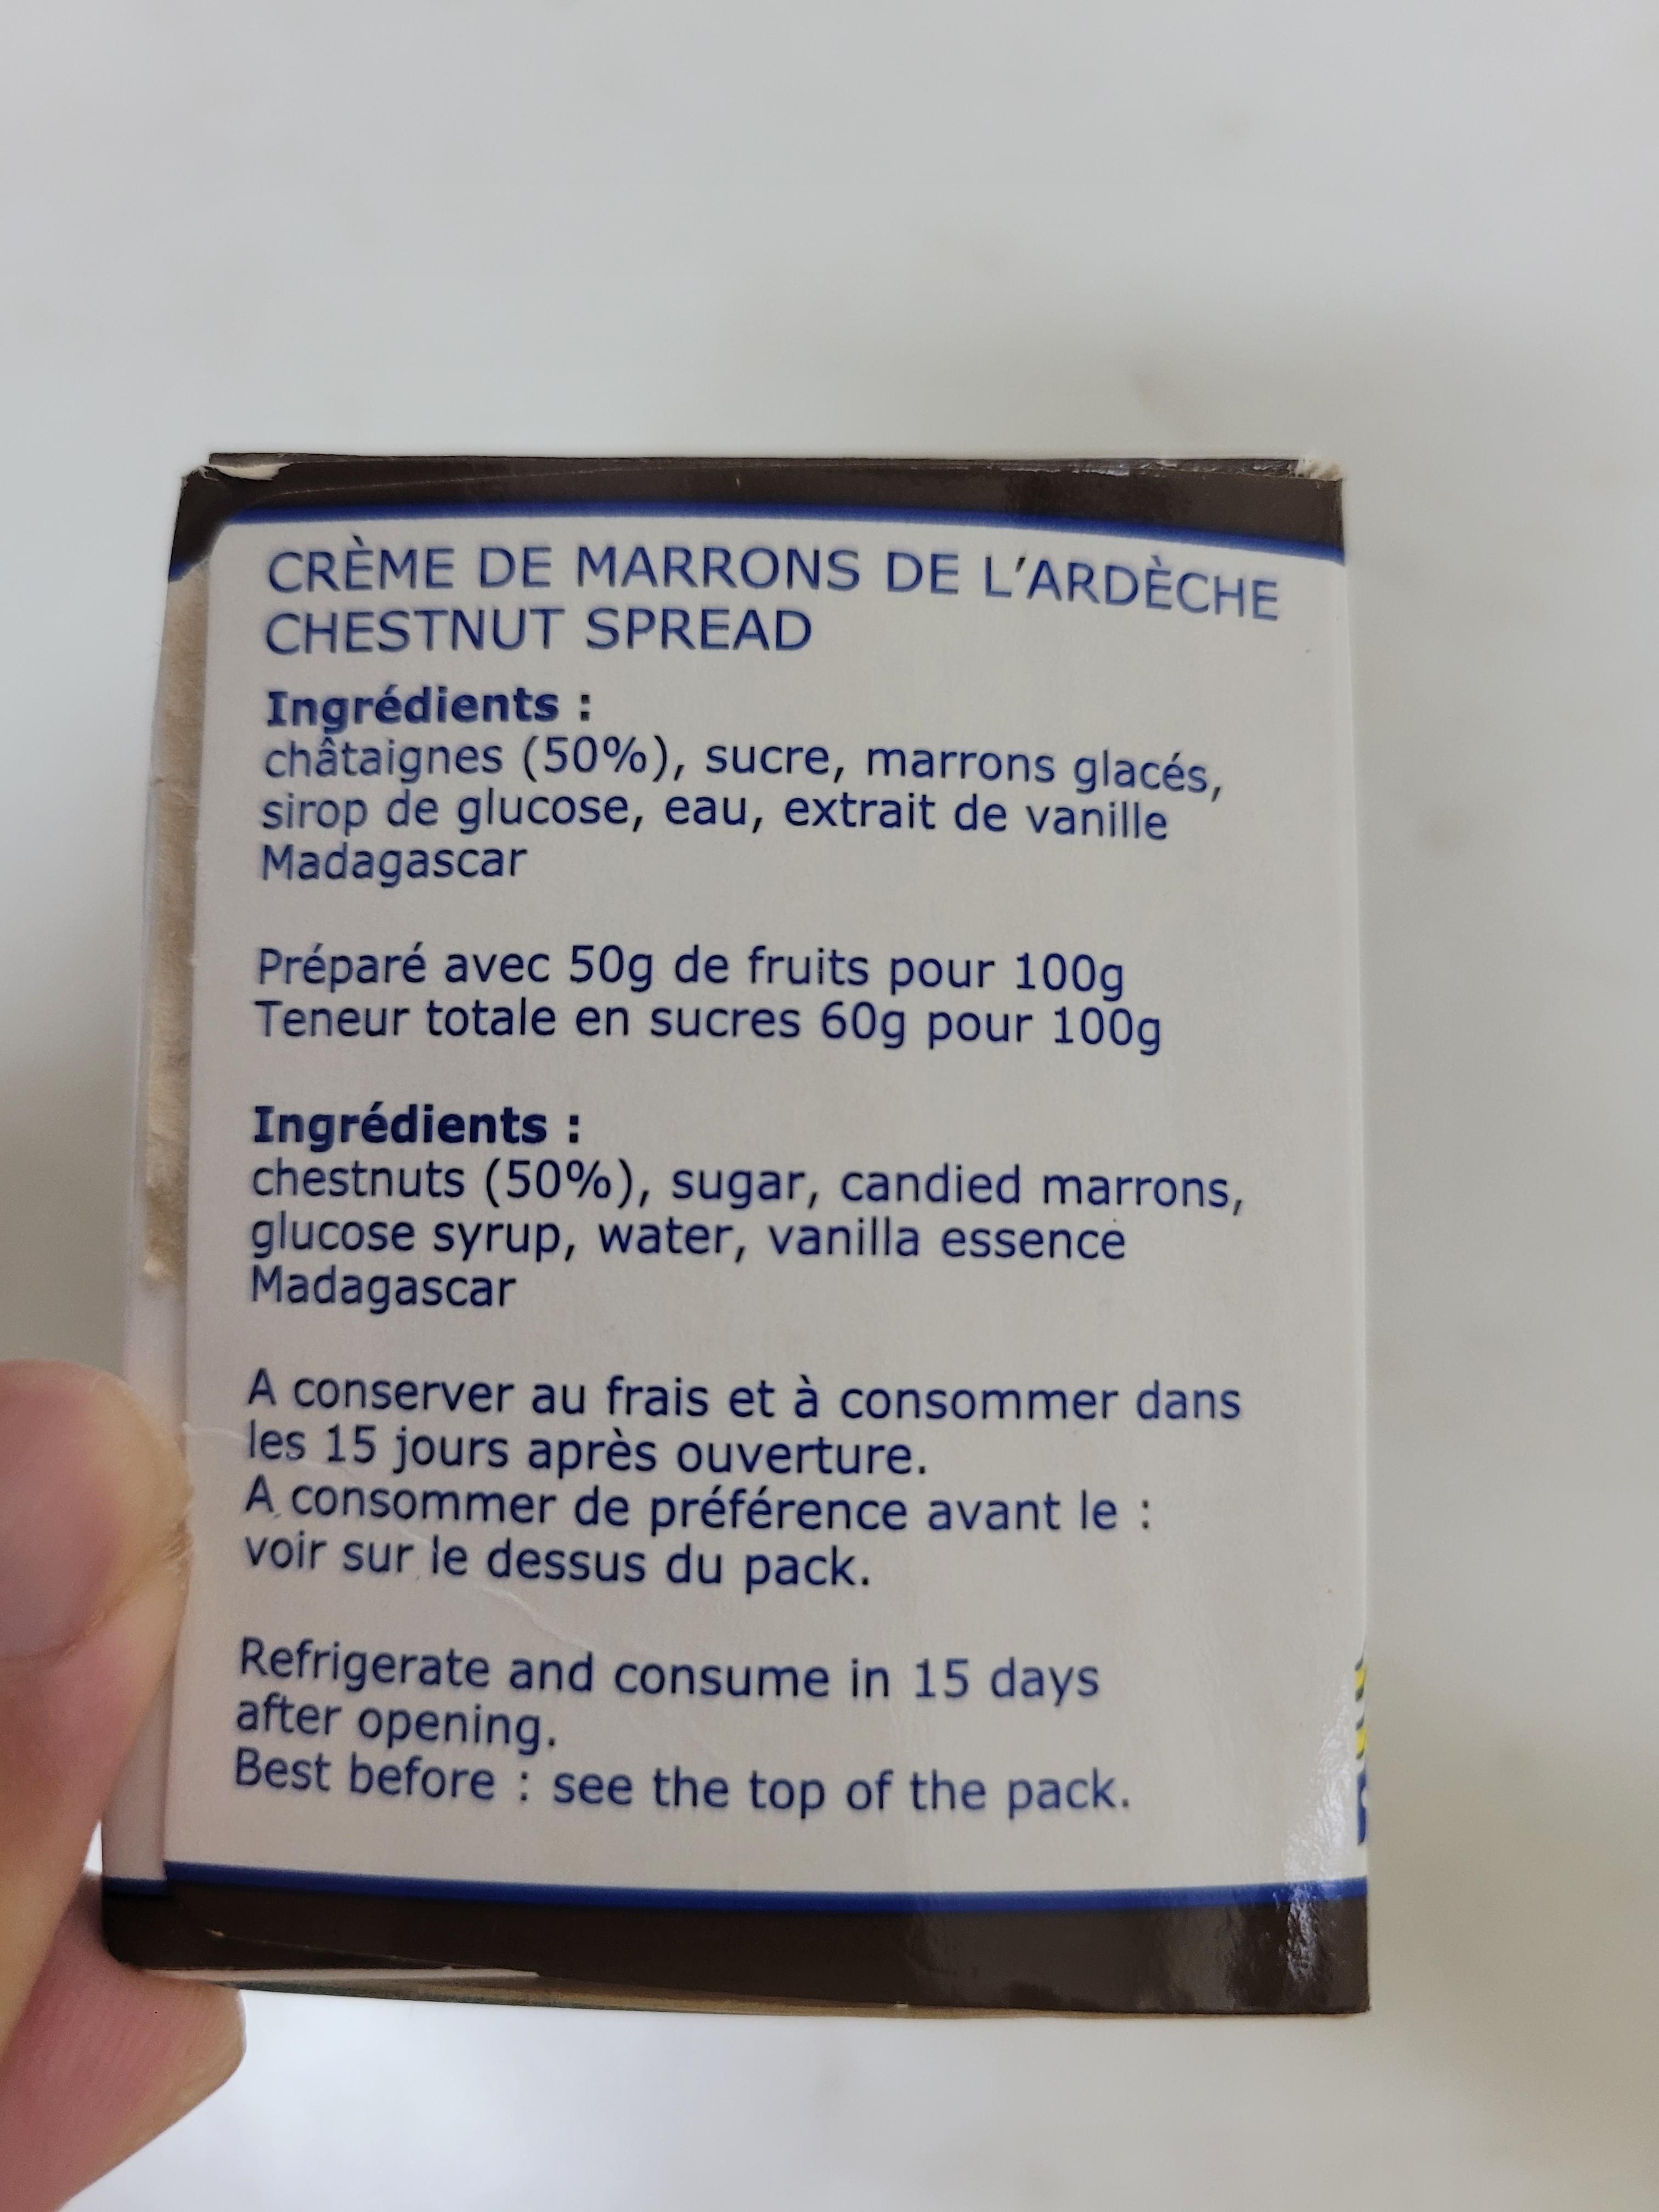 CRÈME DE MARRONS DE L'ARDÈCHE
CHESTNUT SPREAD
Ingrédients :
châtaignes (50%), sucre, marrons glacés,
sirop de glucose, eau, extrait de vanille
Madagascar
Préparé avec 50g de fruits pour 100g
Teneur totale en sucres 60g pour 100g
Ingrédients :
chestnuts (50%), sugar, candied marrons,
glucose syrup, water, vanilla essence
Madagascar
A conserver au frais et à consommer dans
les 15 jours après ouverture.
A consommer de préférence avant le :
voir sur le dessus du pack.
Refrigerate and consume in 15 days
after opening.
Best before : see the top of the pack.